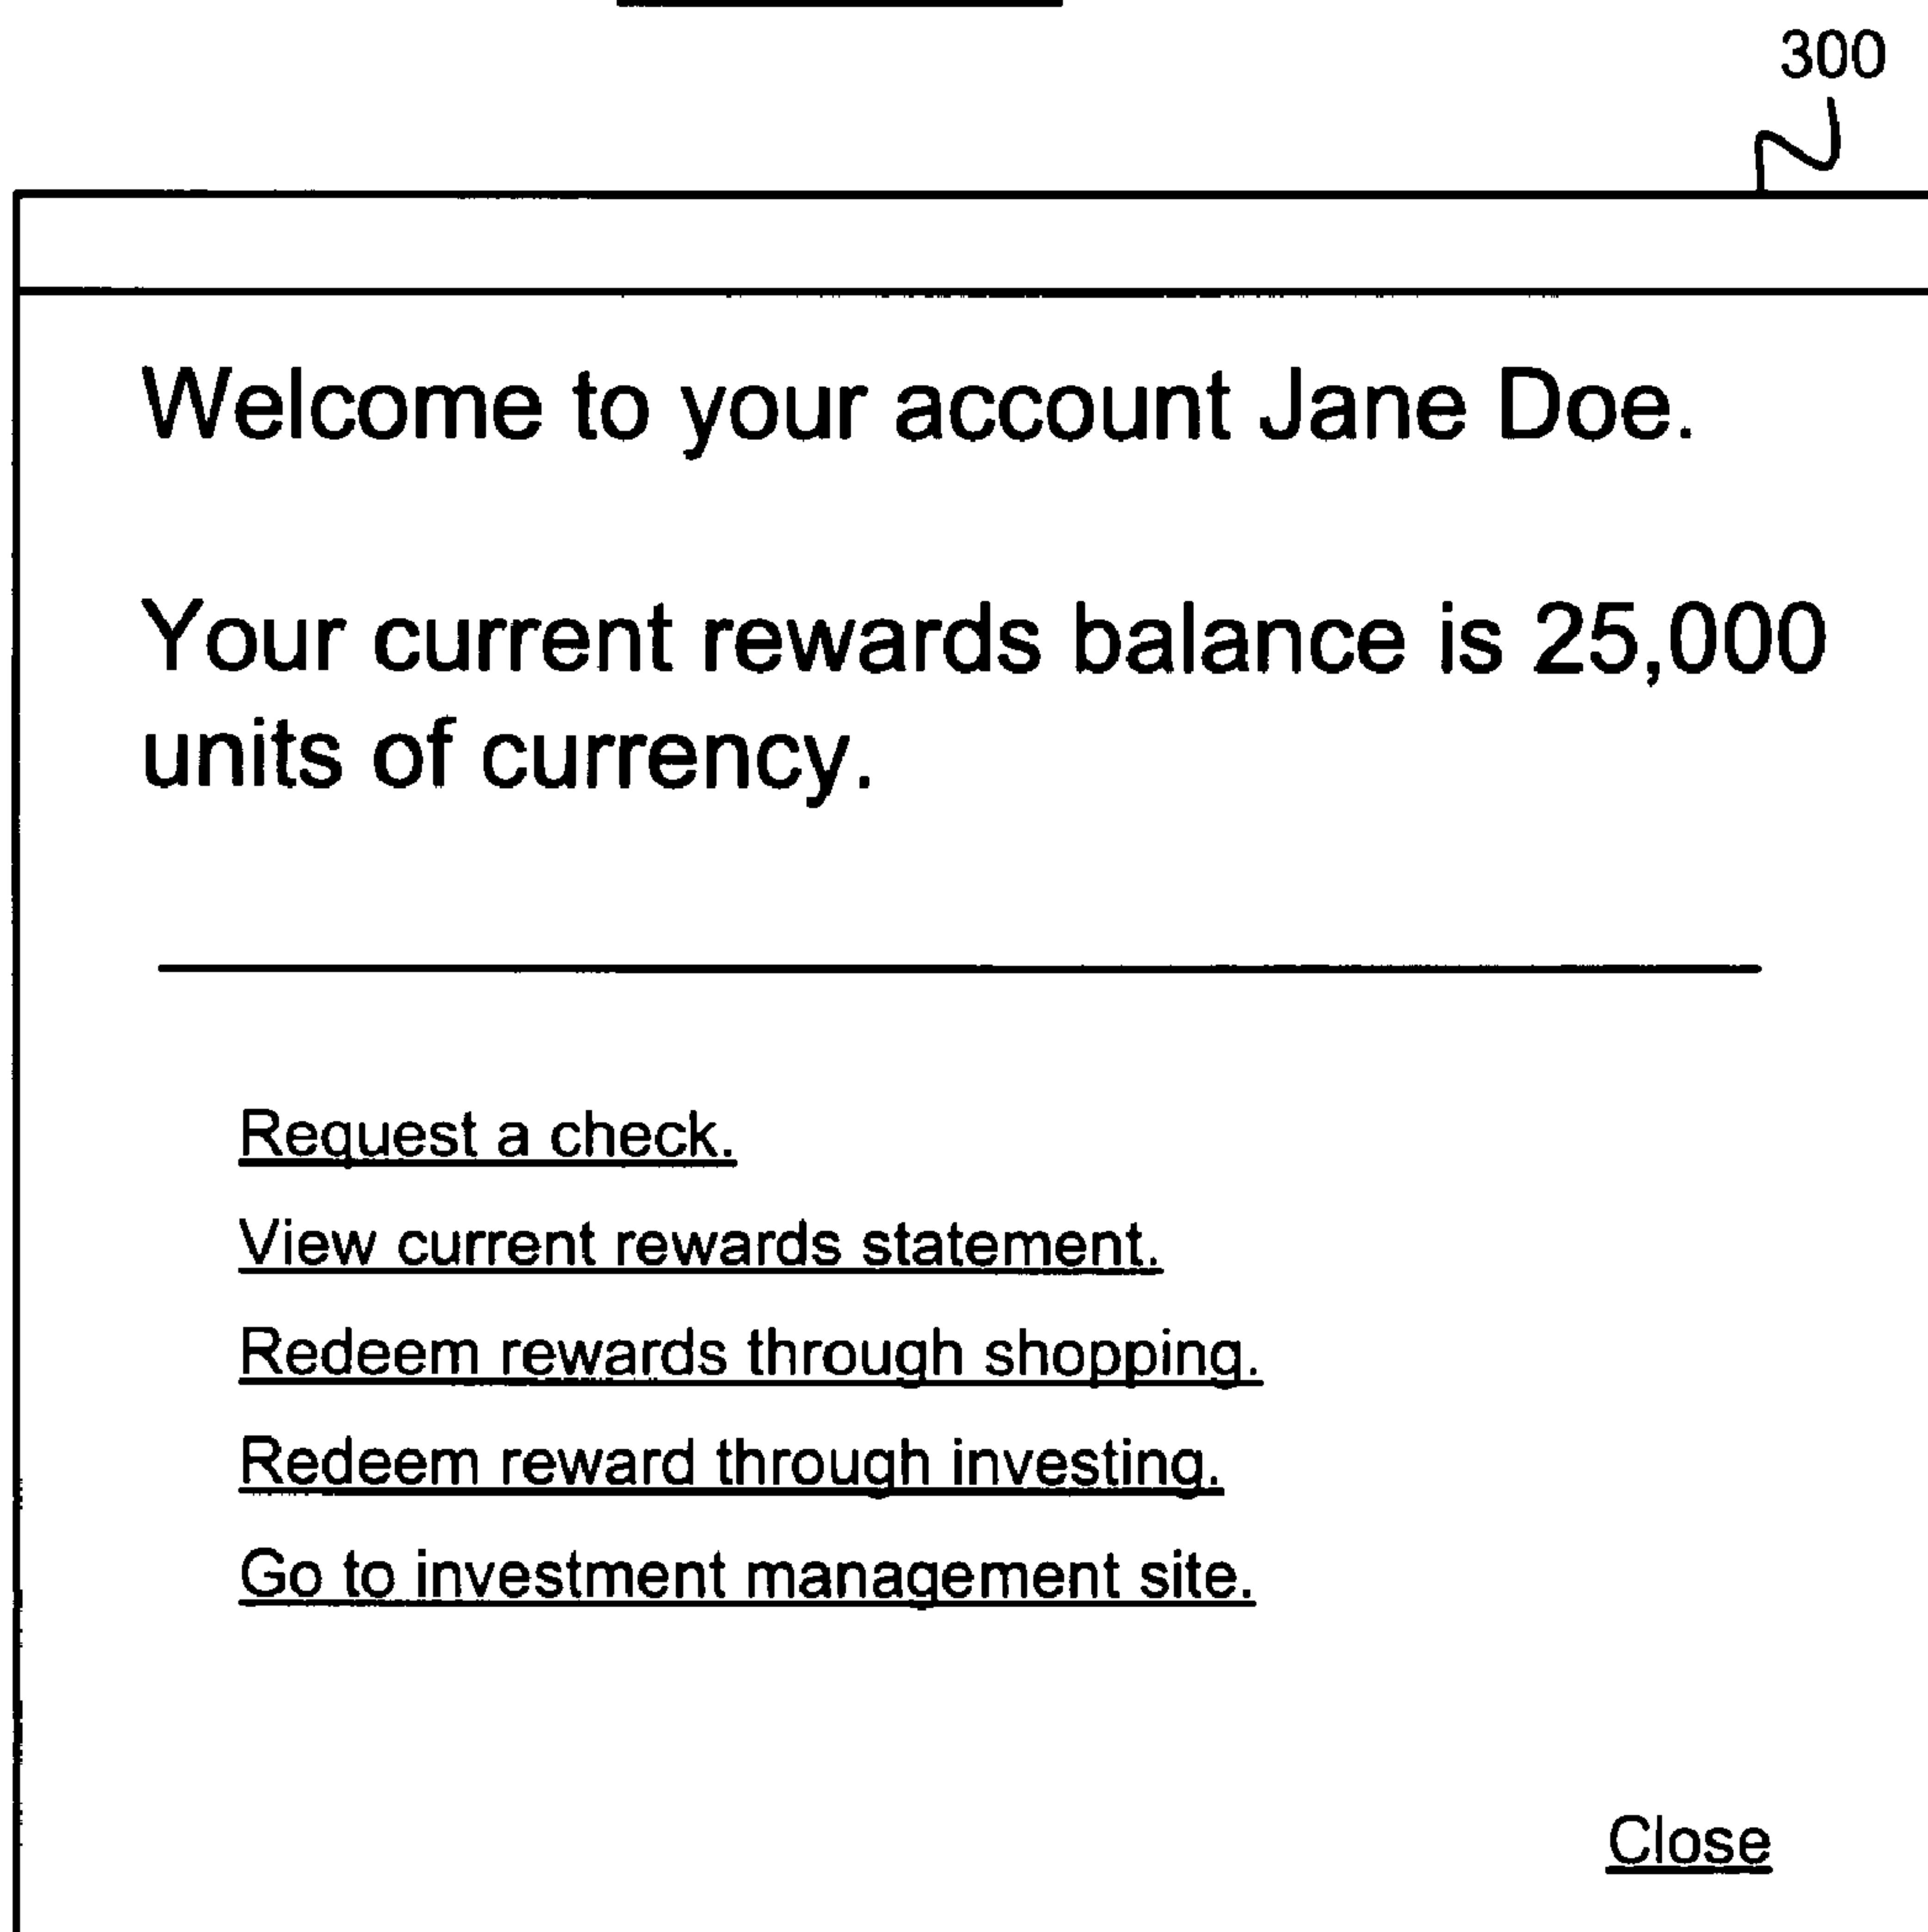 300
Welcome to your account Jane Doe.
Your current rewards balance is 25,000
units of currency.
Request a check.
View current rewards statement.
Redeem rewards through shopping.
Redeem reward through investing.
Go to investment management site.
Close